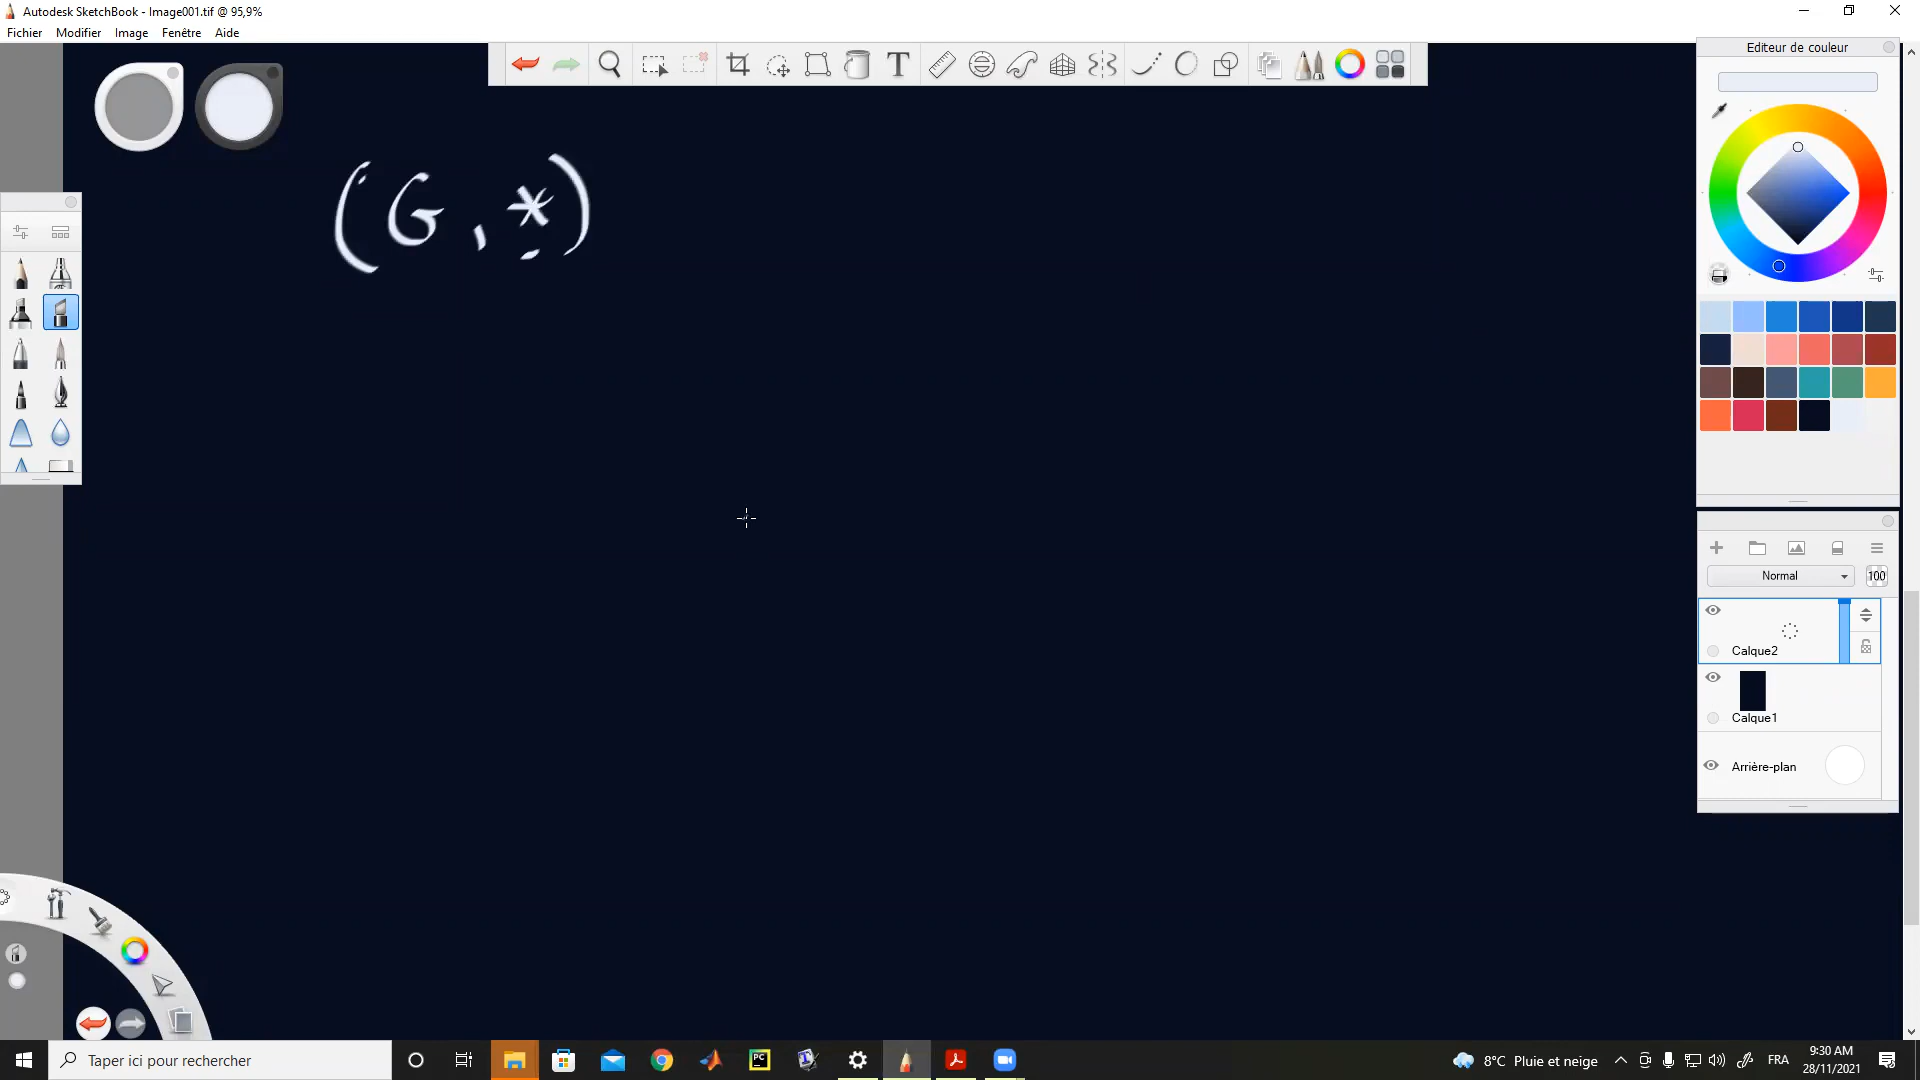 Autodesk SketchBook - Image001.tif @ 95,9%
Fichier Modifier Image Fenêtre Aide
Editeur de couleur
(G, *)
Normal 100
Calque2
Calque1
Arrière-plan
Taper ici pour rechercher
PC
8°C Pluie et neige
FRA
9:30 AM
28/11/2021